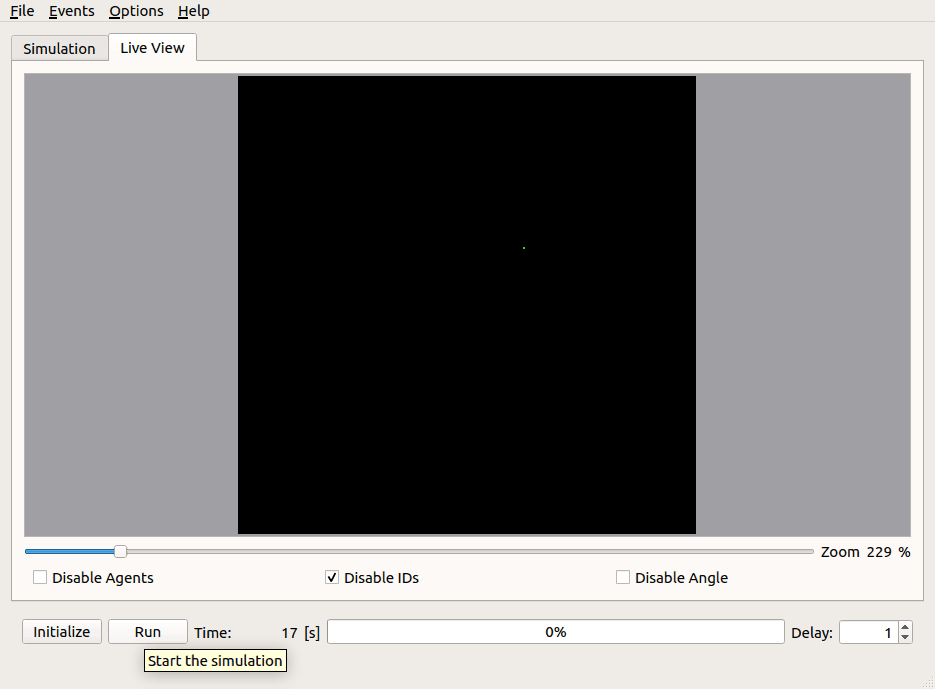 File Events Options Help
Simulation Live View
Zoom 229 %
Disable Agents Disable IDs Disable Angle
Initialize Run Time: 17 [s] 0% Delay: 1
Start the simulation